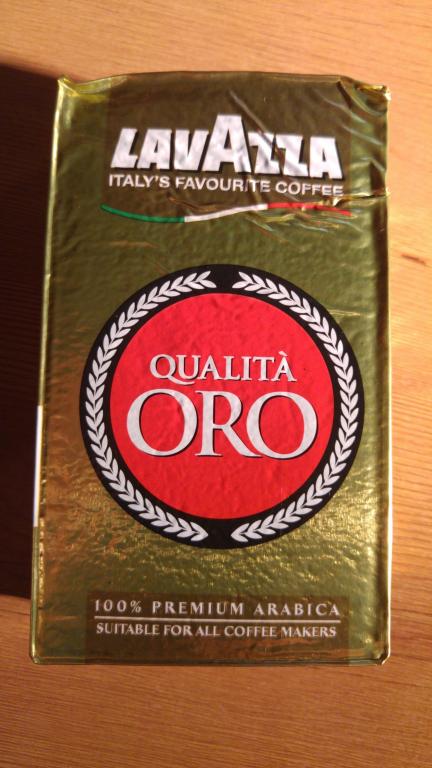 LAVAZZA
ITALY'S FAVOURITE COFFEE
QUALITÀ
ORO
100% PREMIUM ARABICA
SUITABLE FOR ALL COFFEE MAKERS